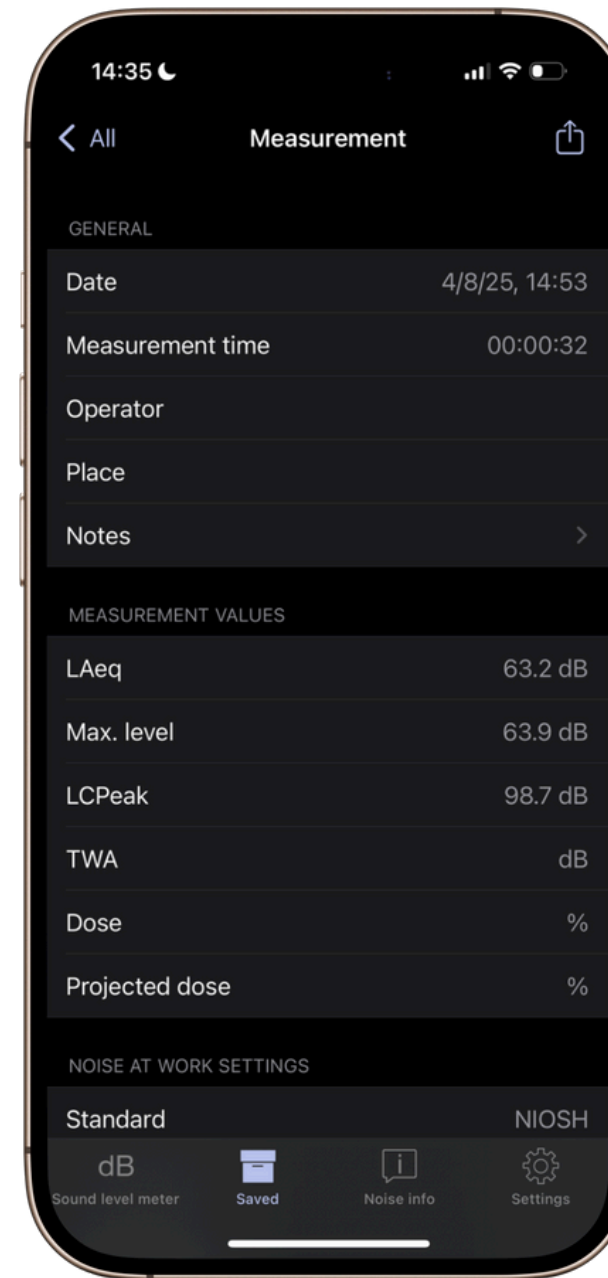 14:35
All Measurement
GENERAL
Date 4/8/25, 14:53
Measurement time 00:00:32
Operator
Place
Notes
MEASUREMENT VALUES
LAeq 63.2 dB
Max. level 63.9 dB
LCPeak 98.7 dB
TWA dB
Dose %
Projected dose %
NOISE AT WORK SETTINGS
Standard NIOSH
dB
Sound level meter Saved Noise info Settings